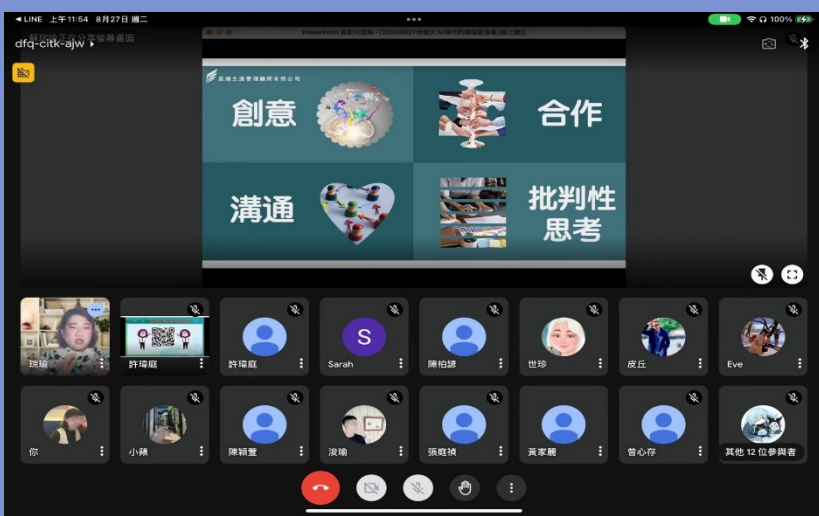 LINE 上午11:54 8月27日 週二
100%
dfq-citk-ajw
創意
合作
溝通
批判性
思考
許瑋庭
許瑋庭
S
Sarah
陳柏諺
世珍
皮丘
Eve
你
小蘋
陳穎萱
浚瑜
張庭禎
黃家麗
曾心存
其他 12 位參與者